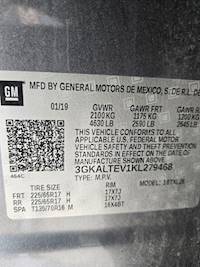 GM
MFD BY GENERAL MOTORS DE MEXICO, S. DE R.L. DE
01/19 GVWR GAWR FRT GAWR
2100 KG 1175 KG 1200 KG
4630 LB 2590 LB 2645 LB
THIS VEHICLE CONFORMS TO ALL
APPLICABLE U.S. FEDERAL MOTOR
VEHICLE SAFETY AND THEFT
PREVENTION STANDARDS IN EFFECT
ON THE DATE OF MANUFACTURE
SHOWN ABOVE.
3GKALTEV1KL279468
TYPE: M.P.V. MODEL:
TIRE SIZE RIM
FRT 225/65R17 H 17X7J
RR 225/65R17 H 17X7J
SPA T135/70R16 M 16X4BT